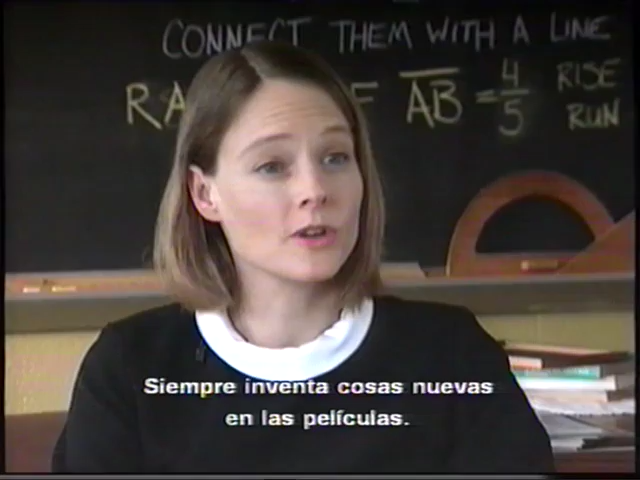 CONNECT THEM WITH A LINE
AB = 4/5 RISE
RUN
Siempre inventa cosas nuevas
en las películas.